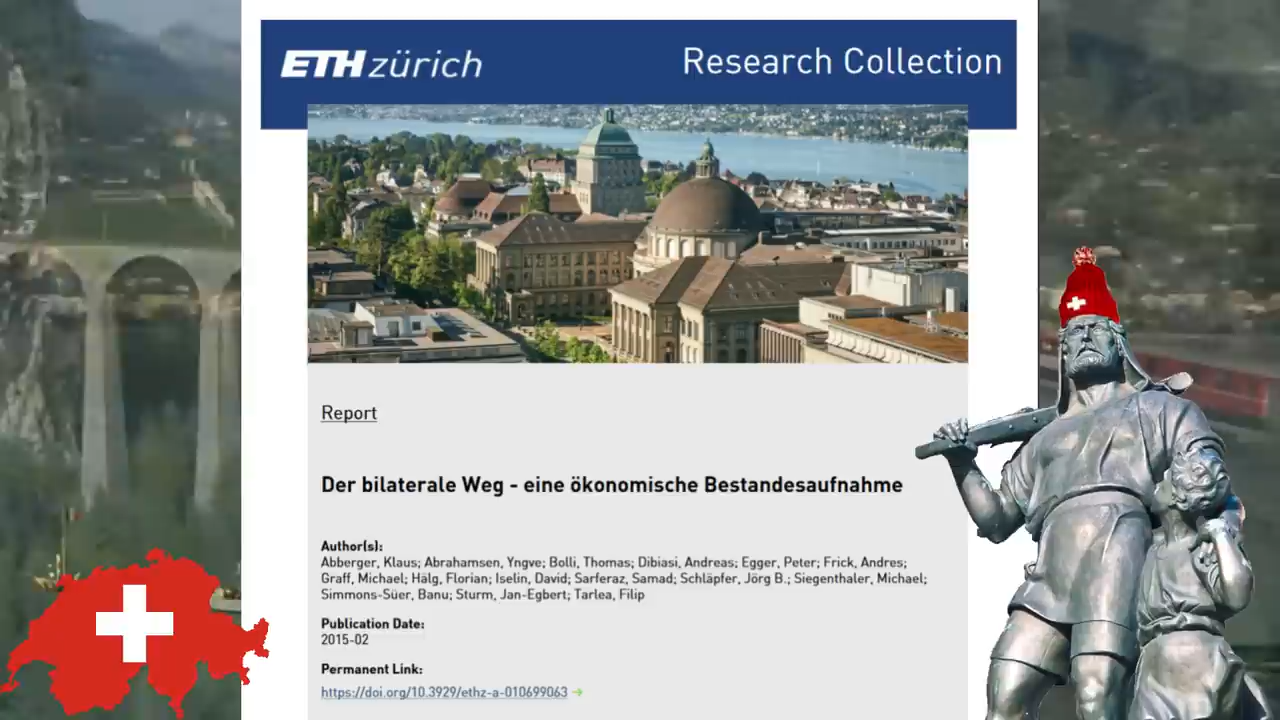 ETH zürich
Research Collection
Report
Der bilaterale Weg - eine ökonomische Bestandesaufnahme
Author(s):
Abberger, Klaus; Abrahamsen, Yngve; Bolli, Thomas; Dibiasi, Andreas; Egger, Peter; Frick, Andres;
Graff, Michael; Hälg, Florian; Iselin, David; Sarferaz, Samad; Schläpfer, Jörg B.; Siegenthaler, Michael;
Simmons-Süer, Banu; Sturm, Jan-Egbert; Tarlea, Filip
Publication Date:
2015-02
Permanent Link:
https://doi.org/10.3929/ethz-a-010699063